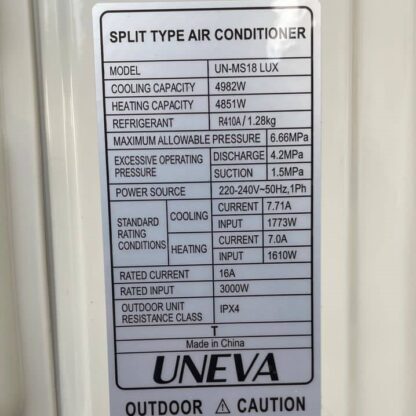 SPLIT TYPE AIR CONDITIONER
MODEL UN-MS18 LUX
COOLING CAPACITY 4982W
HEATING CAPACITY 4851W
REFRIGERANT R410A / 1.28kg
MAXIMUM ALLOWABLE PRESSURE 6.66MPa
EXCESSIVE OPERATING PRESSURE DISCHARGE 4.2MPa
SUCTION 1.5MPa
POWER SOURCE 220-240V~50Hz,1Ph
STANDARD RATING CONDITIONS COOLING CURRENT 7.71A
INPUT 1773W
HEATING CURRENT 7.0A
INPUT 1610W
RATED CURRENT 16A
RATED INPUT 3000W
OUTDOOR UNIT RESISTANCE CLASS IPX4
T
Made in China
UNEVA
OUTDOOR ⚠ CAUTION